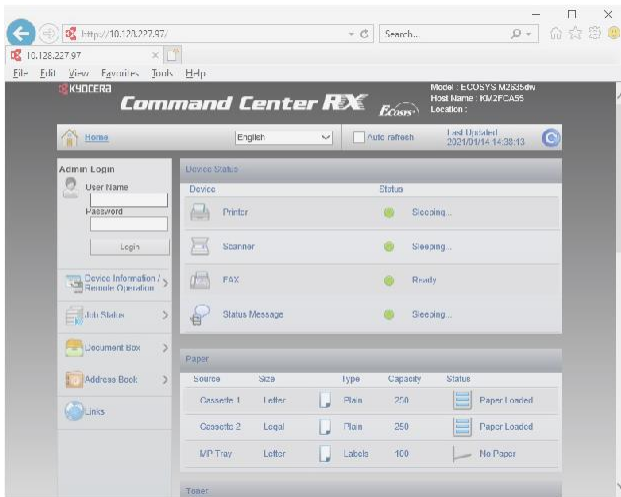 http://10.128.227.97/
Search...
10.128.227.97
File Edit View Favorites Tools Help
KYOCERA
Command Center RX
Ecosys
Model : ECOSYS M2635dw
Host Name : KM2FCA55
Location :
Home
English
Auto refresh
Last Updated
2021/01/14 14:38:13
Admin Login
User Name
Password
Login
Device Information /
Remote Operation
Job Status
Document Box
Address Book
Links
Device Status
Device Status
Printer Sleeping...
Scanner Sleeping...
FAX Ready
Status Message Sleeping...
Paper
Source Size Type Capacity Status
Cassette 1 Letter Plain 250 Paper Loaded
Cassette 2 Legal Plain 250 Paper Loaded
MP Tray Letter Labels 100 No Paper
Toner